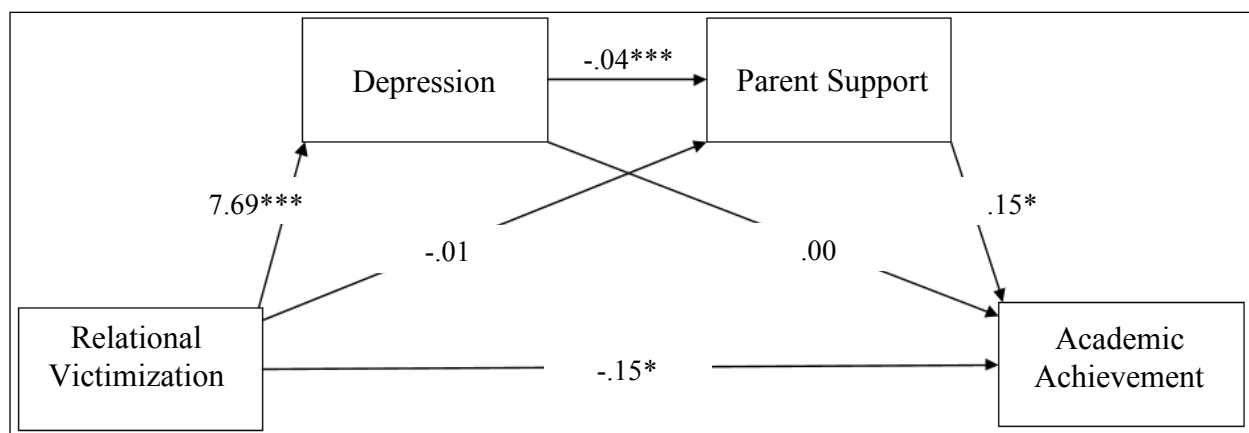 -.04***
Depression
Parent Support
7.69***
.15*
-.01
.00
Relational
Victimization
-.15*
Academic
Achievement